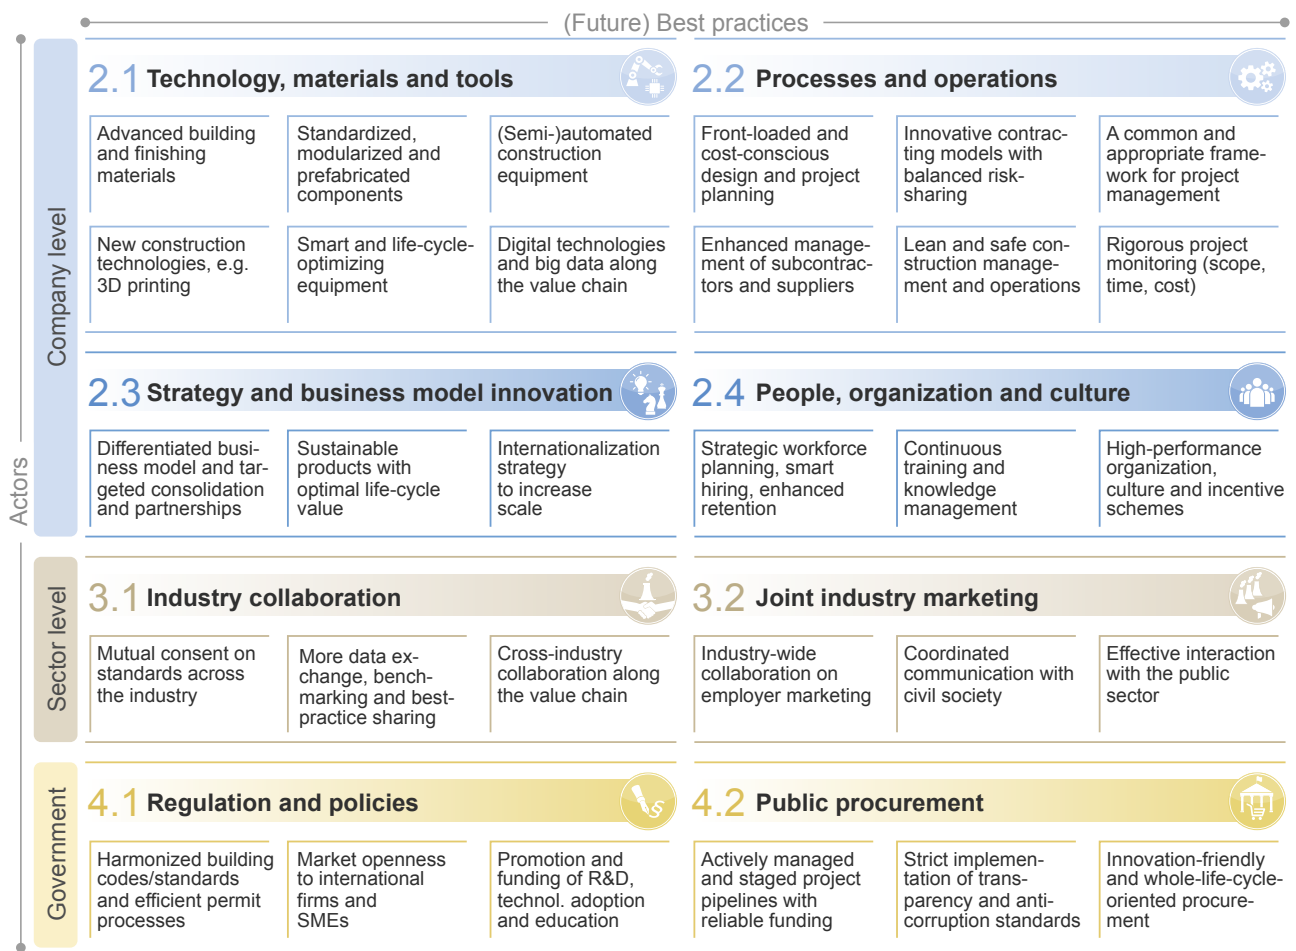 (Future) Best practices
Actors
Company level
2.1 Technology, materials and tools
Advanced building
and finishing
materials
Standardized,
modularized and
prefabricated
components
(Semi-)automated
construction
equipment
New construction
technologies, e.g.
3D printing
Smart and life-cycle-
optimizing
equipment
Digital technologies
and big data along
the value chain
2.2 Processes and operations
Front-loaded and
cost-conscious
design and project
planning
Innovative contrac-
ting models with
balanced risk-
sharing
A common and
appropriate frame-
work for project
management
Enhanced manage-
ment of subcontrac-
tors and suppliers
Lean and safe con-
struction manage-
ment and operations
Rigorous project
monitoring (scope,
time, cost)
2.3 Strategy and business model innovation
Differentiated busi-
ness model and tar-
geted consolidation
and partnerships
Sustainable
products with
optimal life-cycle
value
Internationalization
strategy
to increase
scale
2.4 People, organization and culture
Strategic workforce
planning, smart
hiring, enhanced
retention
Continuous
training and
knowledge
management
High-performance
organization,
culture and incentive
schemes
Sector level
3.1 Industry collaboration
Mutual consent on
standards across
the industry
More data ex-
change, bench-
marking and best-
practice sharing
Cross-industry
collaboration along
the value chain
3.2 Joint industry marketing
Industry-wide
collaboration on
employer marketing
Coordinated
communication with
civil society
Effective interaction
with the public
sector
Government
4.1 Regulation and policies
Harmonized building
codes/standards
and efficient permit
processes
Market openness
to international
firms and
SMEs
Promotion and
funding of R&D,
technol. adoption
and education
§
4.2 Public procurement
Actively managed
and staged project
pipelines with
reliable funding
Strict implemen-
tation of trans-
parency and anti-
corruption standards
Innovation-friendly
and whole-life-cycle-
oriented procure-
ment